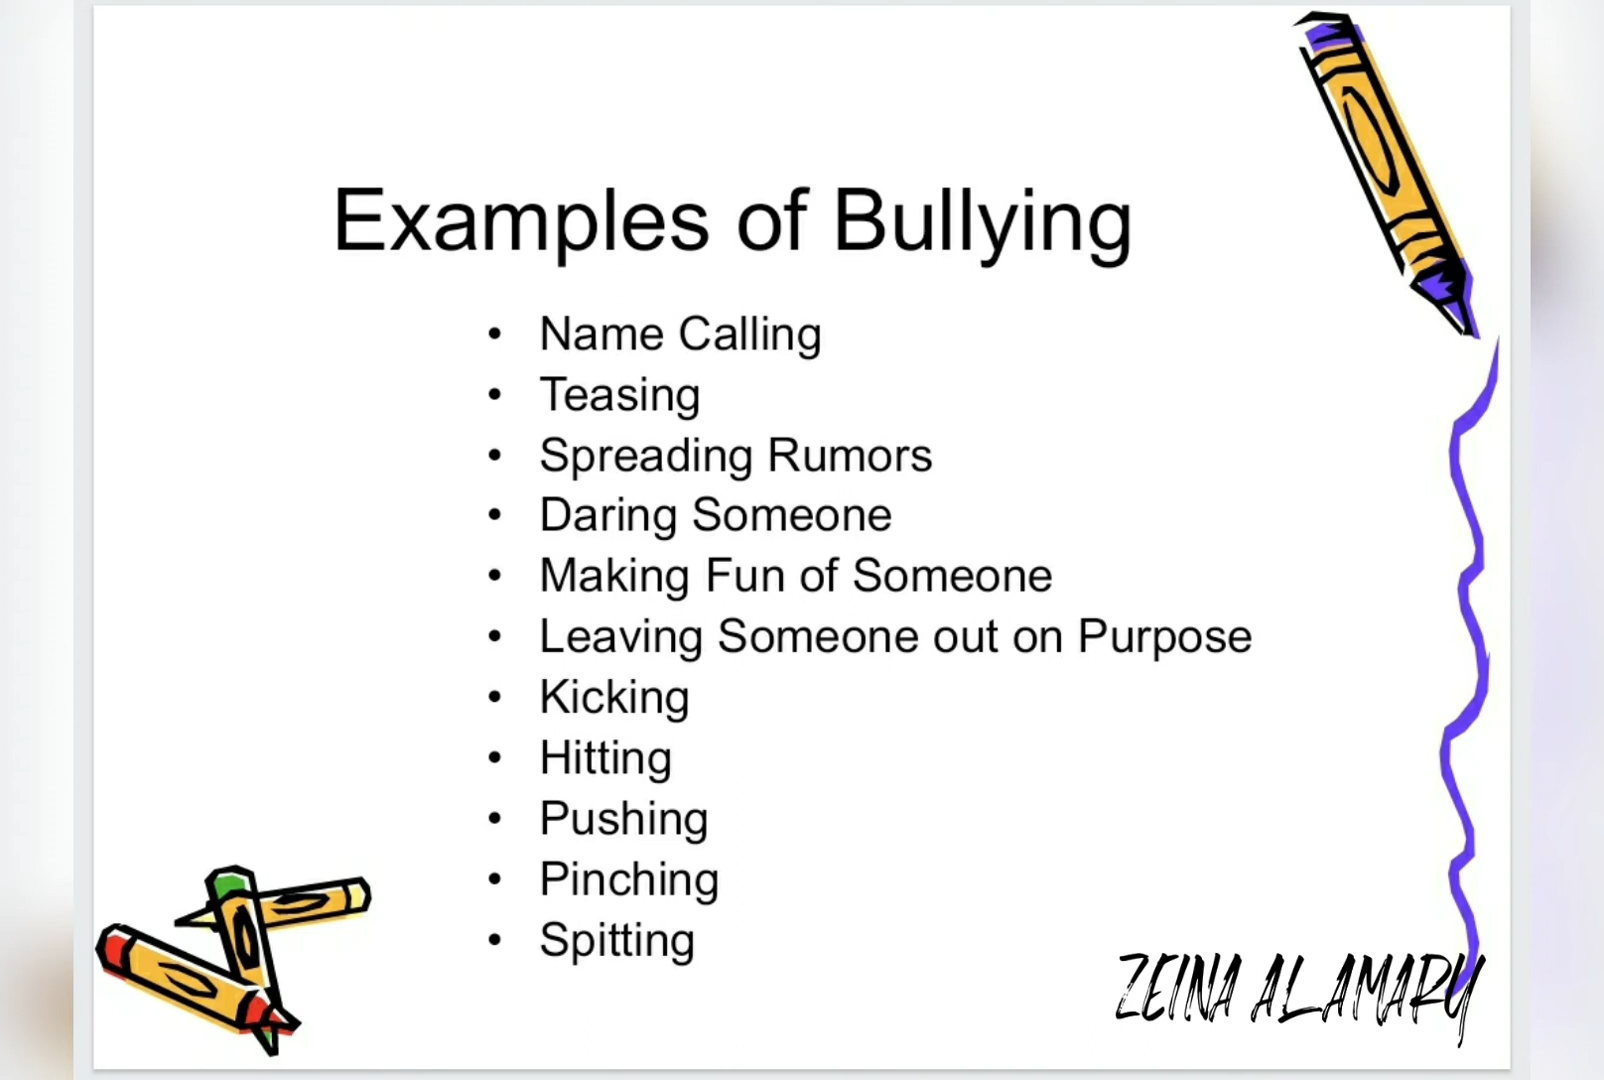 Examples of Bullying
• Name Calling
• Teasing
• Spreading Rumors
• Daring Someone
• Making Fun of Someone
• Leaving Someone out on Purpose
• Kicking
• Hitting
• Pushing
• Pinching
• Spitting
ZEINA ALAMARY